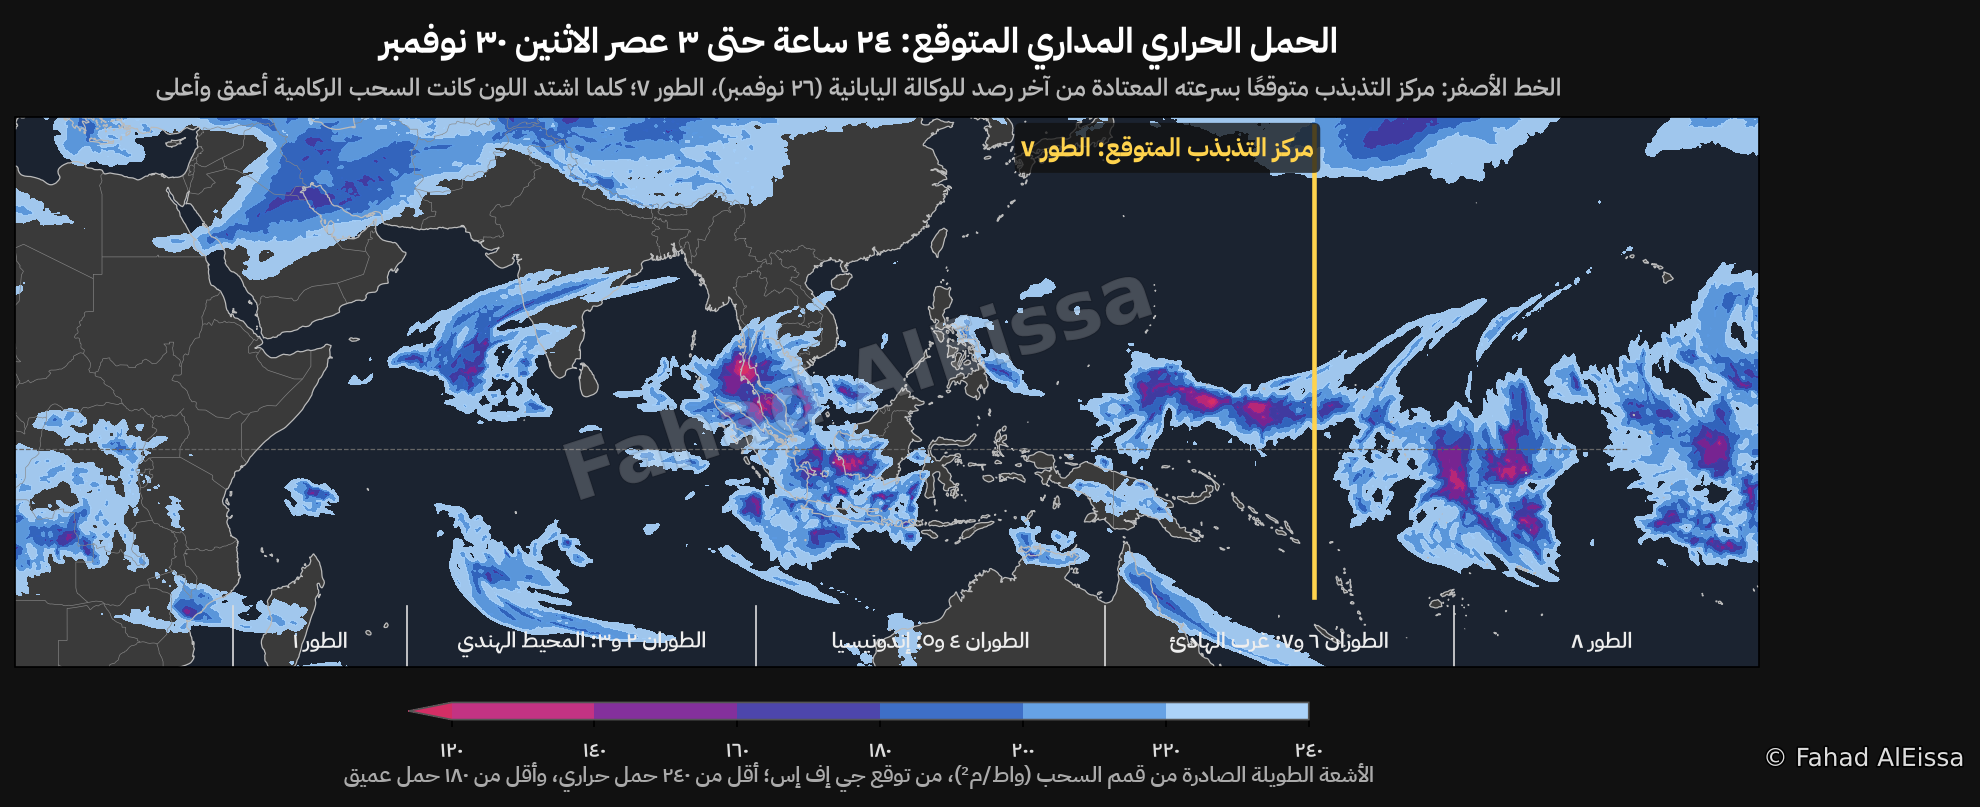 الحمل الحراري المداري المتوقع: ٢٤ ساعة حتى ٣ عصر الاثنين ٣٠ نوفمبر
الخط الأصفر: مركز التذبذب متوقعًا بسرعته المعتادة من آخر رصد للوكالة اليابانية (٢٦ نوفمبر)، الطور ٧؛ كلما اشتد اللون كانت السحب الركامية أعمق وأعلى
مركز التذبذب المتوقع: الطور ٧
Fahad AlEissa
الطور ١
الطوران ٢ و٣: المحيط الهندي
الطوران ٤ و٥: إندونيسيا
الطوران ٦ و٧: غرب الهادئ
الطور ٨
١٢٠ ١٤٠ ١٦٠ ١٨٠ ٢٠٠ ٢٢٠ ٢٤٠
الأشعة الطويلة الصادرة من قمم السحب (واط/م²)، من توقع جي إف إس؛ أقل من ٢٤٠ حمل حراري، وأقل من ١٨٠ حمل عميق
© Fahad AlEissa